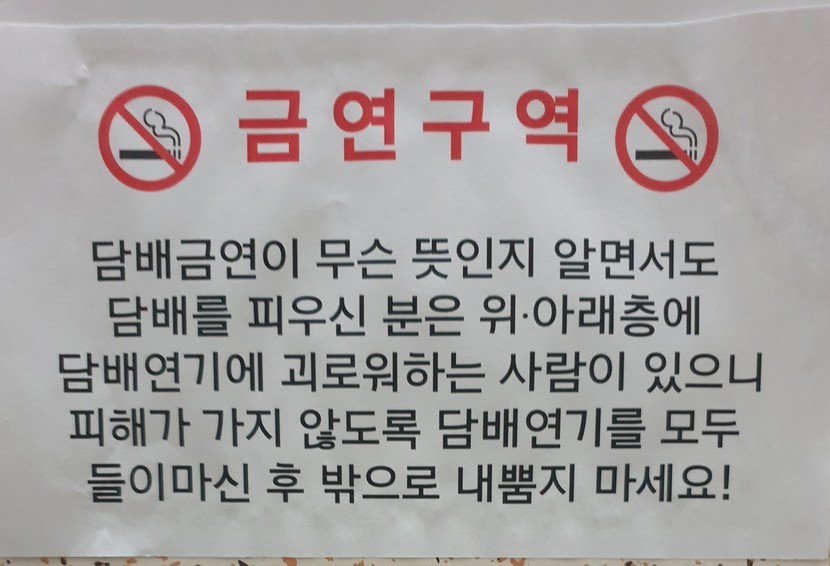 금연구역
담배금연이 무슨 뜻인지 알면서도
담배를 피우신 분은 위·아래층에
담배연기에 괴로워하는 사람이 있으니
피해가 가지 않도록 담배연기를 모두
들이마신 후 밖으로 내뿜지 마세요!